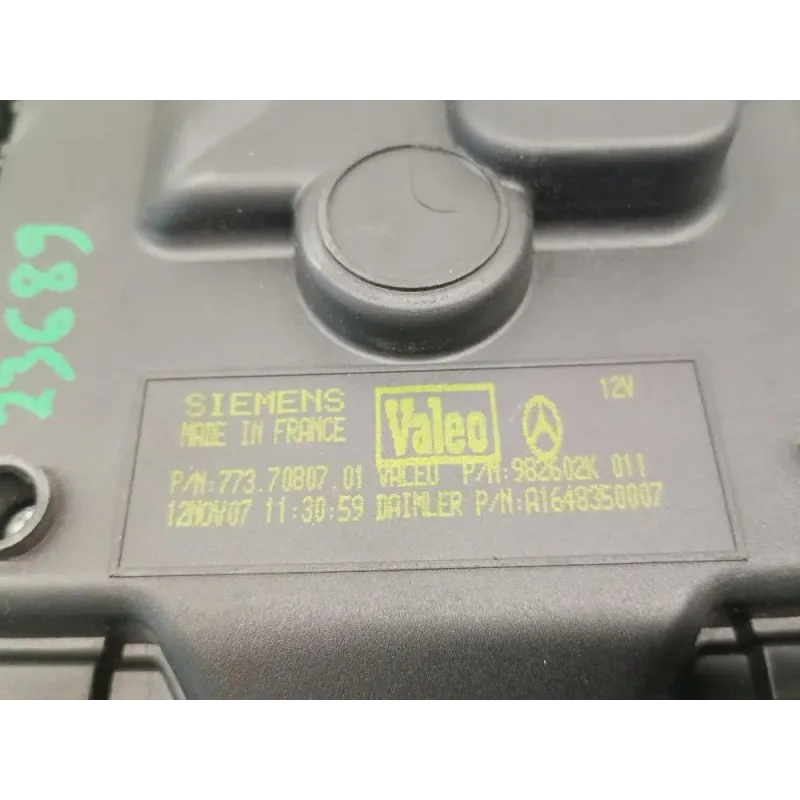 23689
SIEMENS Valeo 12V
MADE IN FRANCE
P/N:773.70807.01 VALEO P/N:982602K 011
12NOV07 11:30:59 DAIMLER P/N:A1648350007